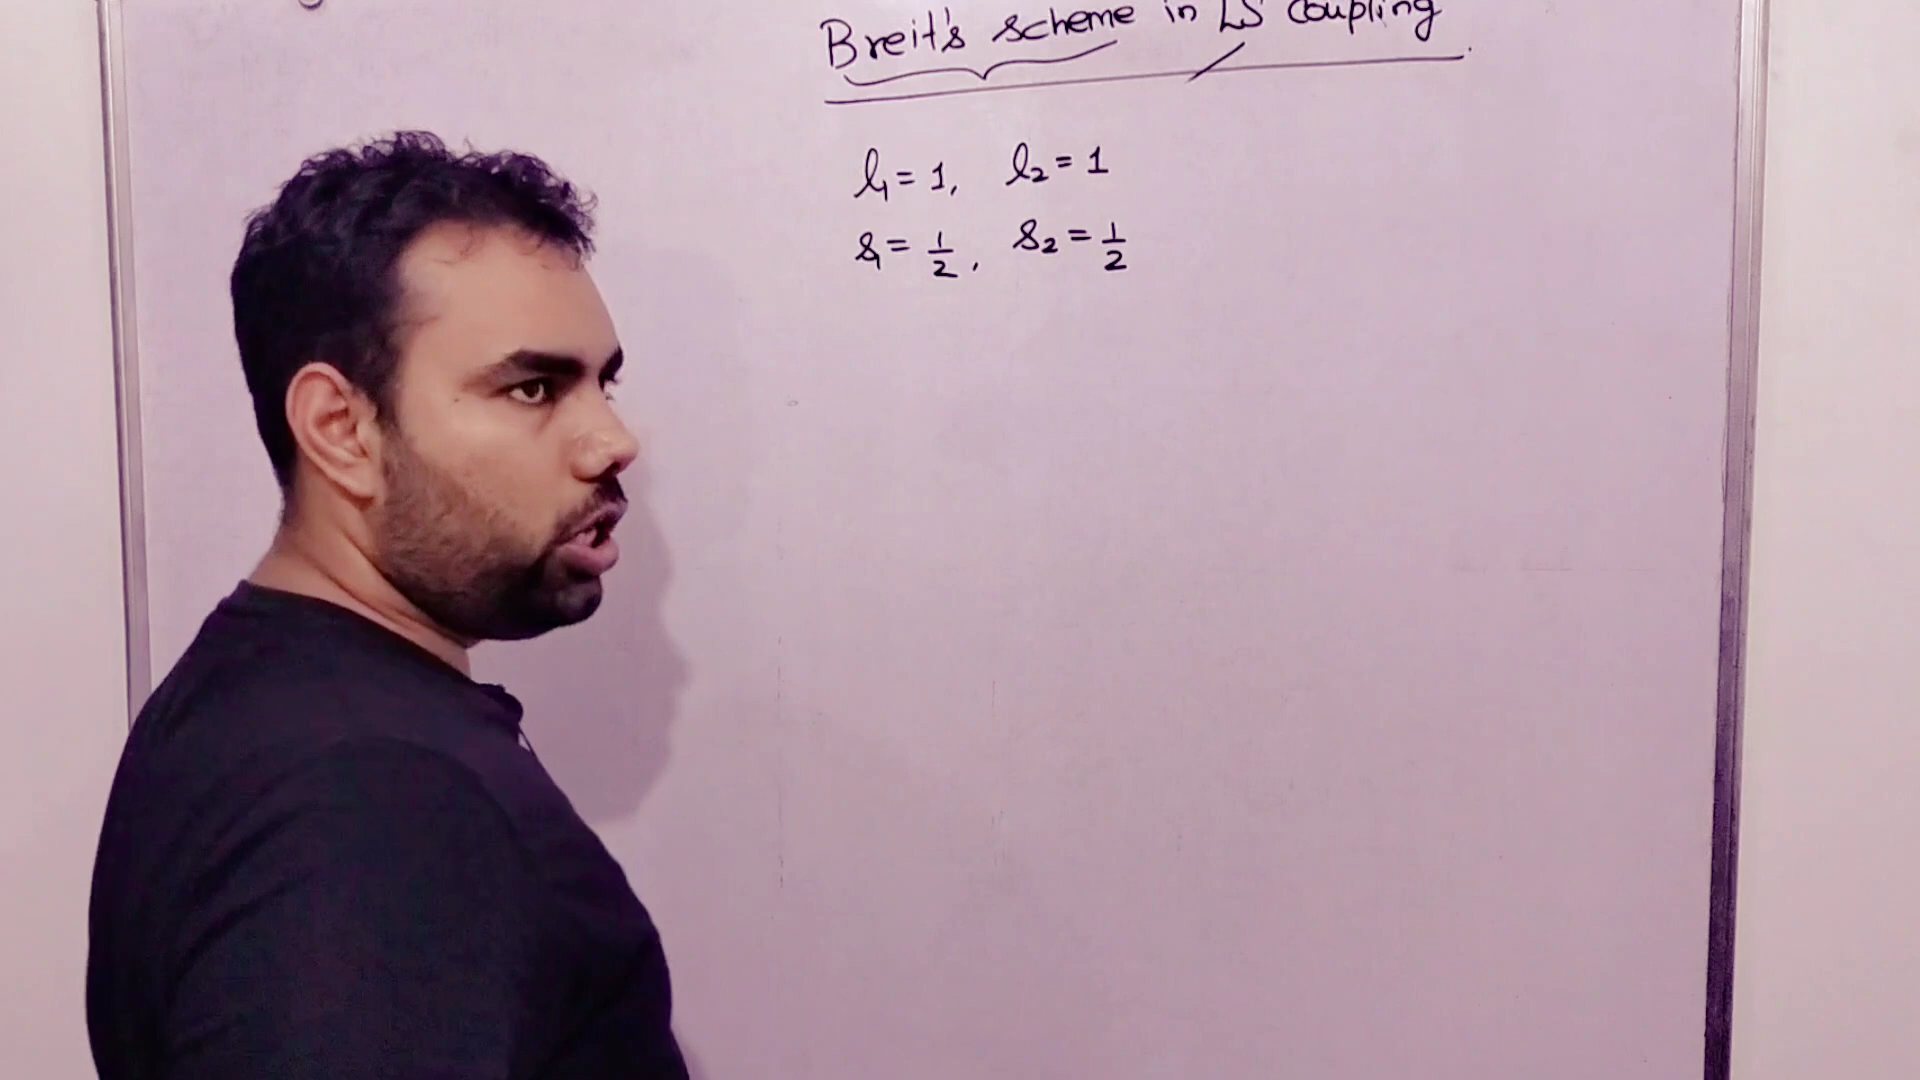 Breit's scheme in LS coupling
l₁ = 1, l₂ = 1
s₁ = 1/2, s₂ = 1/2